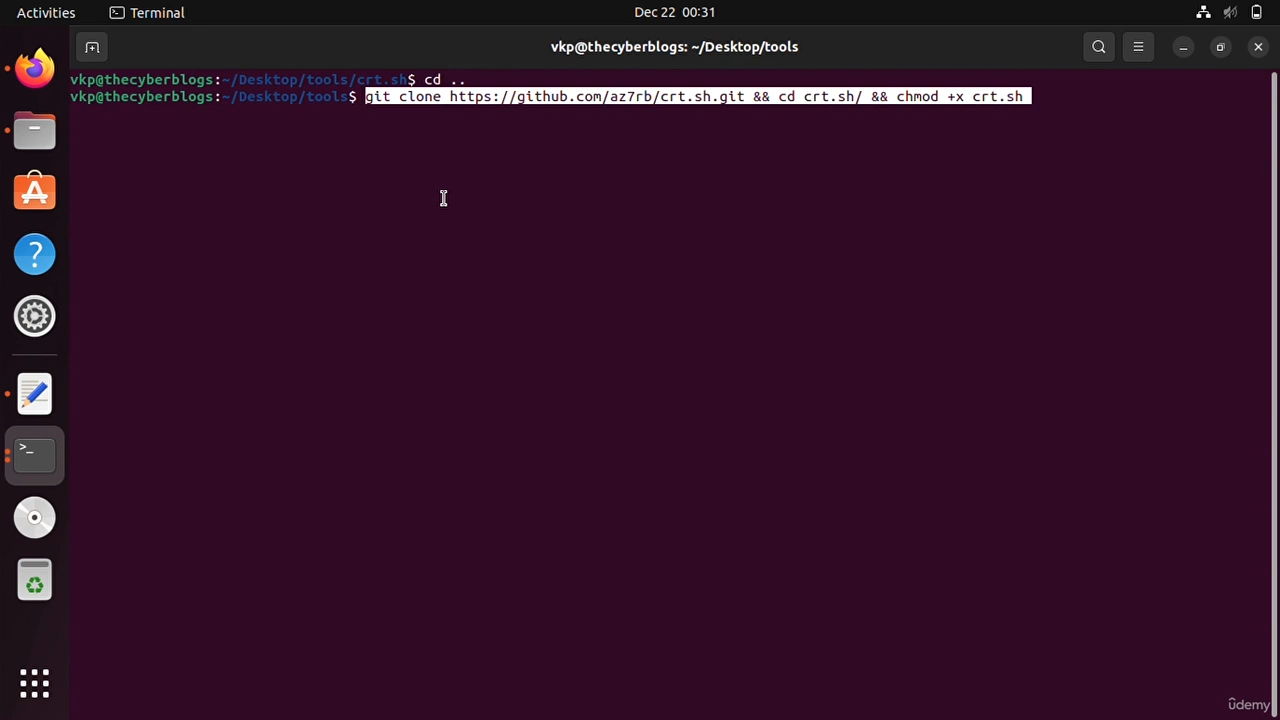 Activities
Terminal
Dec 22 00:31
vkp@thecyberblogs: ~/Desktop/tools
vkp@thecyberblogs:~/Desktop/tools/crt.sh$ cd ..
vkp@thecyberblogs:~/Desktop/tools$ git clone https://github.com/az7rb/crt.sh.git && cd crt.sh/ && chmod +x crt.sh
udemy